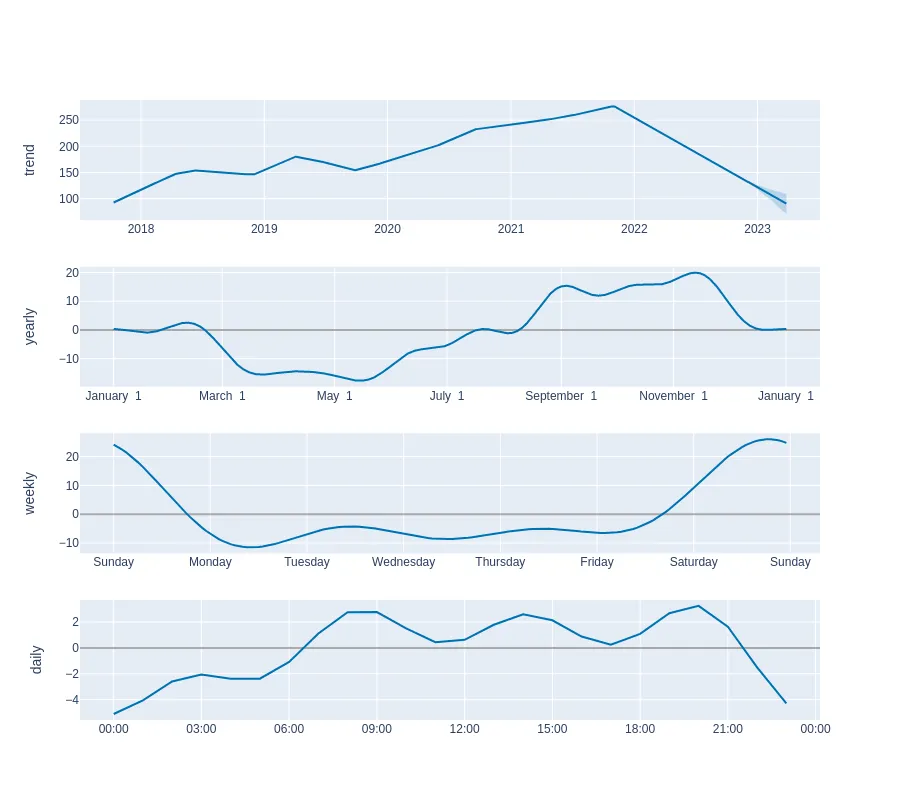 trend
250
200
150
100
2018 2019 2020 2021 2022 2023
yearly
20
10
0
−10
January 1 March 1 May 1 July 1 September 1 November 1 January 1
weekly
20
10
0
−10
Sunday Monday Tuesday Wednesday Thursday Friday Saturday Sunday
daily
2
0
−2
−4
00:00 03:00 06:00 09:00 12:00 15:00 18:00 21:00 00:00